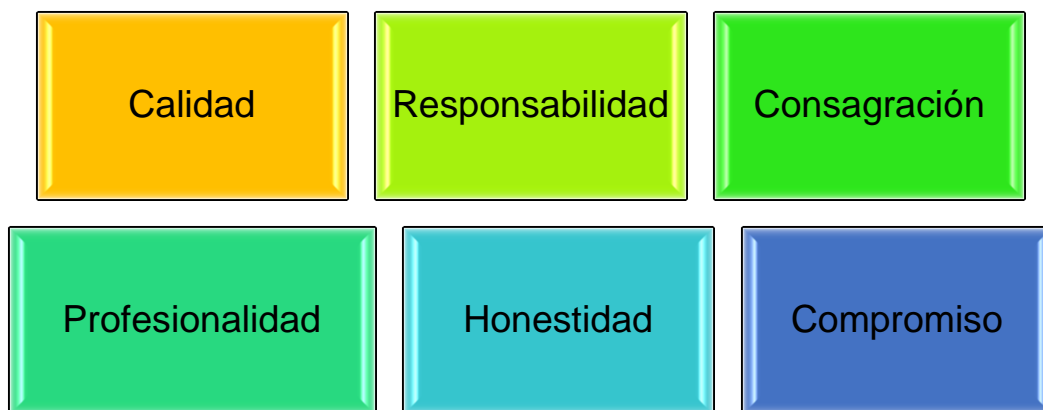 Calidad
Responsabilidad
Consagración
Profesionalidad
Honestidad
Compromiso